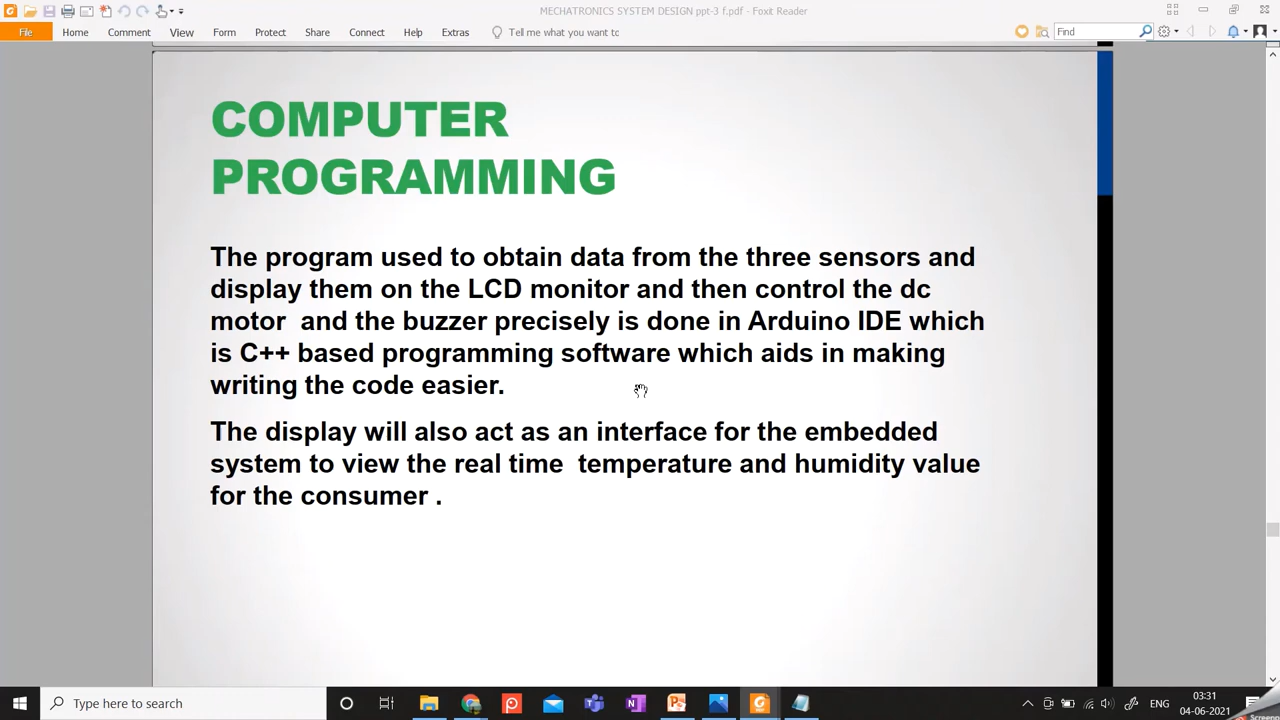 MECHATRONICS SYSTEM DESIGN ppt-3 f.pdf - Foxit Reader
File Home Comment View Form Protect Share Connect Help Extras Tell me what you want to Find
COMPUTER
PROGRAMMING
The program used to obtain data from the three sensors and
display them on the LCD monitor and then control the dc
motor  and the buzzer precisely is done in Arduino IDE which
is C++ based programming software which aids in making
writing the code easier.
The display will also act as an interface for the embedded
system to view the real time  temperature and humidity value
for the consumer .
Type here to search
ENG
03:31
04-06-2021